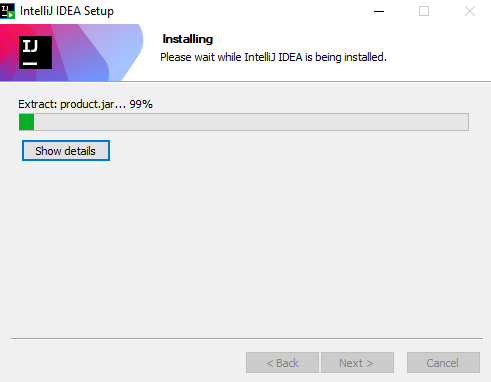 IntelliJ IDEA Setup
IJ
Installing
Please wait while IntelliJ IDEA is being installed.
Extract: product.jar... 99%
Show details
< Back
Next >
Cancel